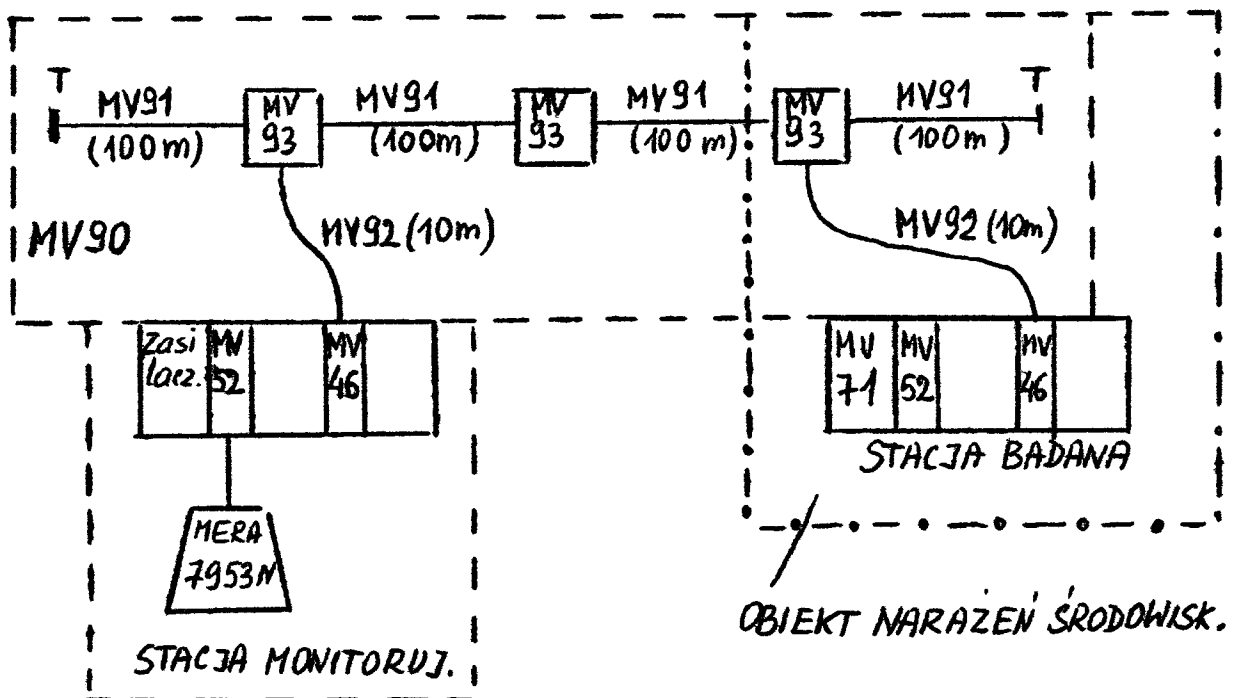 T
MV91
(100m)
MV
93
MV91
(100m)
MV
93
MV91
(100 m)
MV
93
MV91
(100m)
T
MV90
MV92 (10m)
MV92 (10m)
Zasi
lacz.
MV
52
MV
46
MV
71
MV
52
MV
46
STACJA BADANA
MERA
7953N
STACJA MONITORUJ.
OBIEKT NARAŻEŃ ŚRODOWISK.